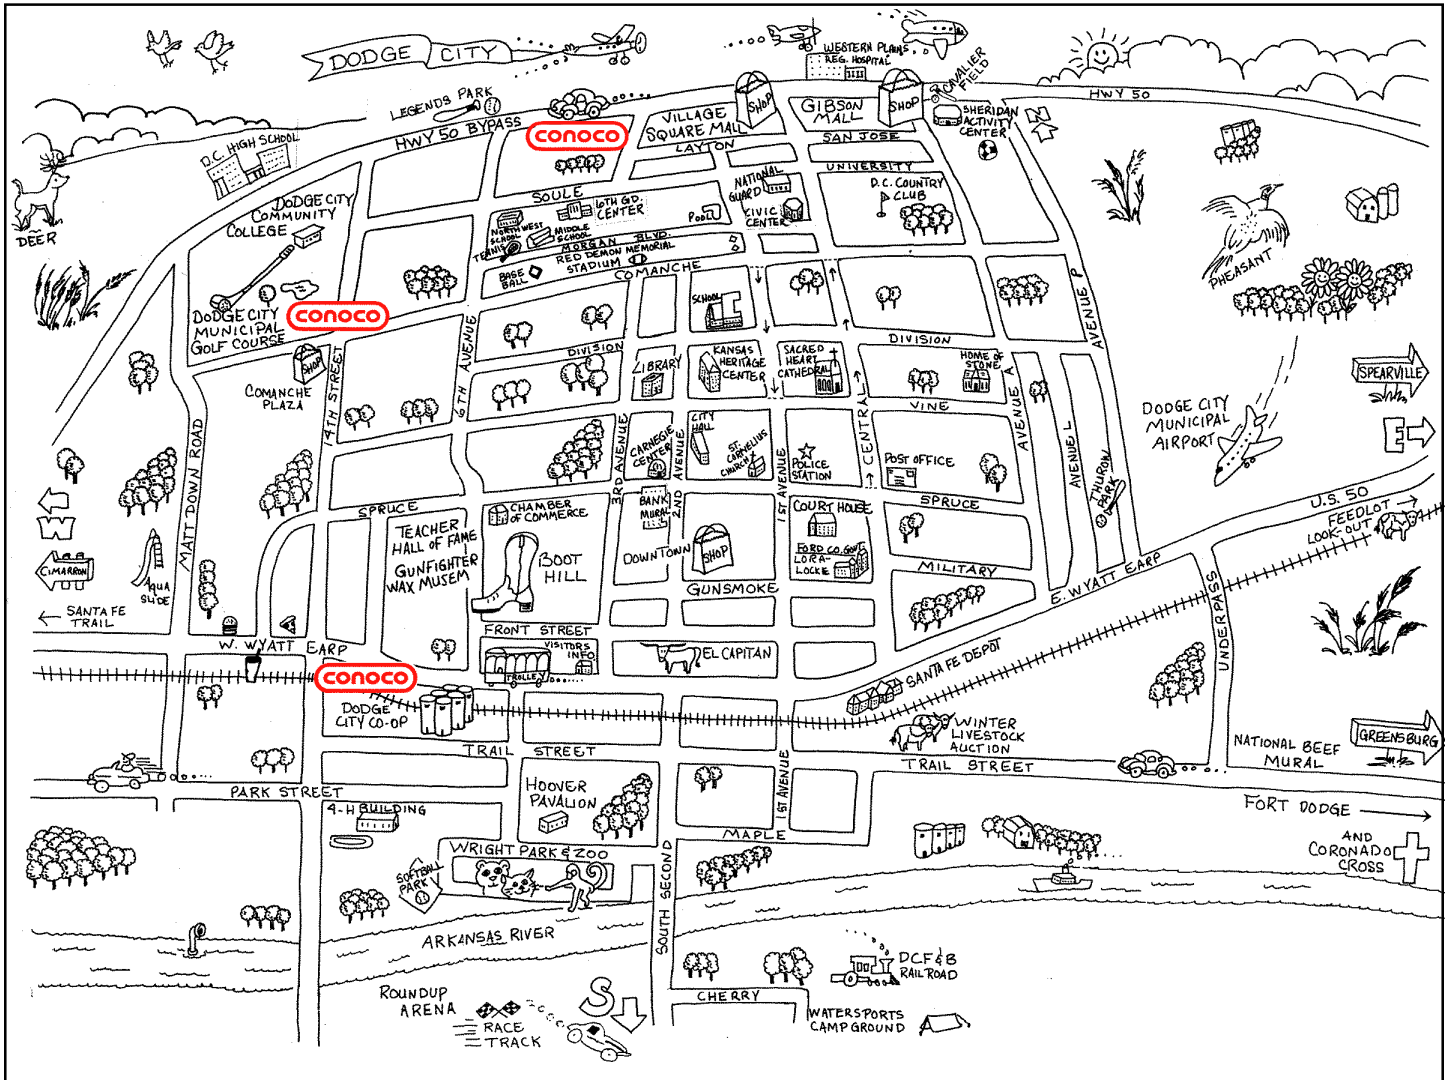 DODGE CITY
WESTERN PLAINS
REG. HOSPITAL
CAVALIER
FIELD
LEGENDS PARK
HWY 50 BYPASS
conoco
VILLAGE
SQUARE MALL
SHOP
GIBSON
MALL
SHOP
HWY 50
SHERIDAN
ACTIVITY
CENTER
N
LAYTON
SAN JOSE
UNIVERSITY
D.C. HIGH SCHOOL
DEER
DODGE CITY
COMMUNITY
COLLEGE
SOULE
NORTHWEST
SCHOOL
6TH GD.
CENTER
MIDDLE
SCHOOL
TENNIS
POOL
NATIONAL
GUARD
CIVIC
CENTER
D.C. COUNTRY
CLUB
MORGAN BLVD.
RED DEMON MEMORIAL
STADIUM
BASE
BALL
COMANCHE
PHEASANT
DODGE CITY
MUNICIPAL
GOLF COURSE
conoco
SHOP
COMANCHE
PLAZA
14TH STREET
6TH AVENUE
SCHOOL
DIVISION
DIVISION
AVENUE P
LIBRARY
KANSAS
HERITAGE
CENTER
SACRED
HEART
CATHEDRAL
HOME OF
STONE
VINE
AVENUE A
SPEARVILLE
E
DODGE CITY
MUNICIPAL
AIRPORT
MATT DOWN ROAD
3RD AVENUE
CARNEGIE
CENTER
2ND AVENUE
CITY
HALL
ST.
CORNELIUS
CHURCH
1ST AVENUE
POLICE
STATION
CENTRAL
POST OFFICE
AVENUE L
THUROW
PARK
W
CIMARRON
AQUA
SLIDE
SANTA FE
TRAIL
SPRUCE
TEACHER
HALL OF FAME
GUNFIGHTER
WAX MUSEM
CHAMBER
OF COMMERCE
BOOT
HILL
BANK
MURAL
DOWNTOWN
SHOP
COURT HOUSE
FORD CO. GOVT.
LORA-
LOCKE
SPRUCE
MILITARY
U.S. 50
FEEDLOT
LOOK-OUT
E. WYATT EARP
UNDERPASS
GUNSMOKE
W. WYATT EARP
FRONT STREET
VISITORS
INFO
TROLLEY
EL CAPITAN
SANTA FE DEPOT
conoco
DODGE
CITY CO-OP
WINTER
LIVESTOCK
AUCTION
NATIONAL BEEF
MURAL
GREENSBURG
TRAIL STREET
TRAIL STREET
PARK STREET
4-H BUILDING
HOOVER
PAVALION
1ST AVENUE
MAPLE
FORT DODGE
AND
CORONADO
CROSS
WRIGHT PARK & ZOO
SOFTBALL
PARK
SOUTH SECOND
ARKANSAS RIVER
ROUNDUP
ARENA
RACE
TRACK
S
CHERRY
DCF&B
RAILROAD
WATERSPORTS
CAMPGROUND